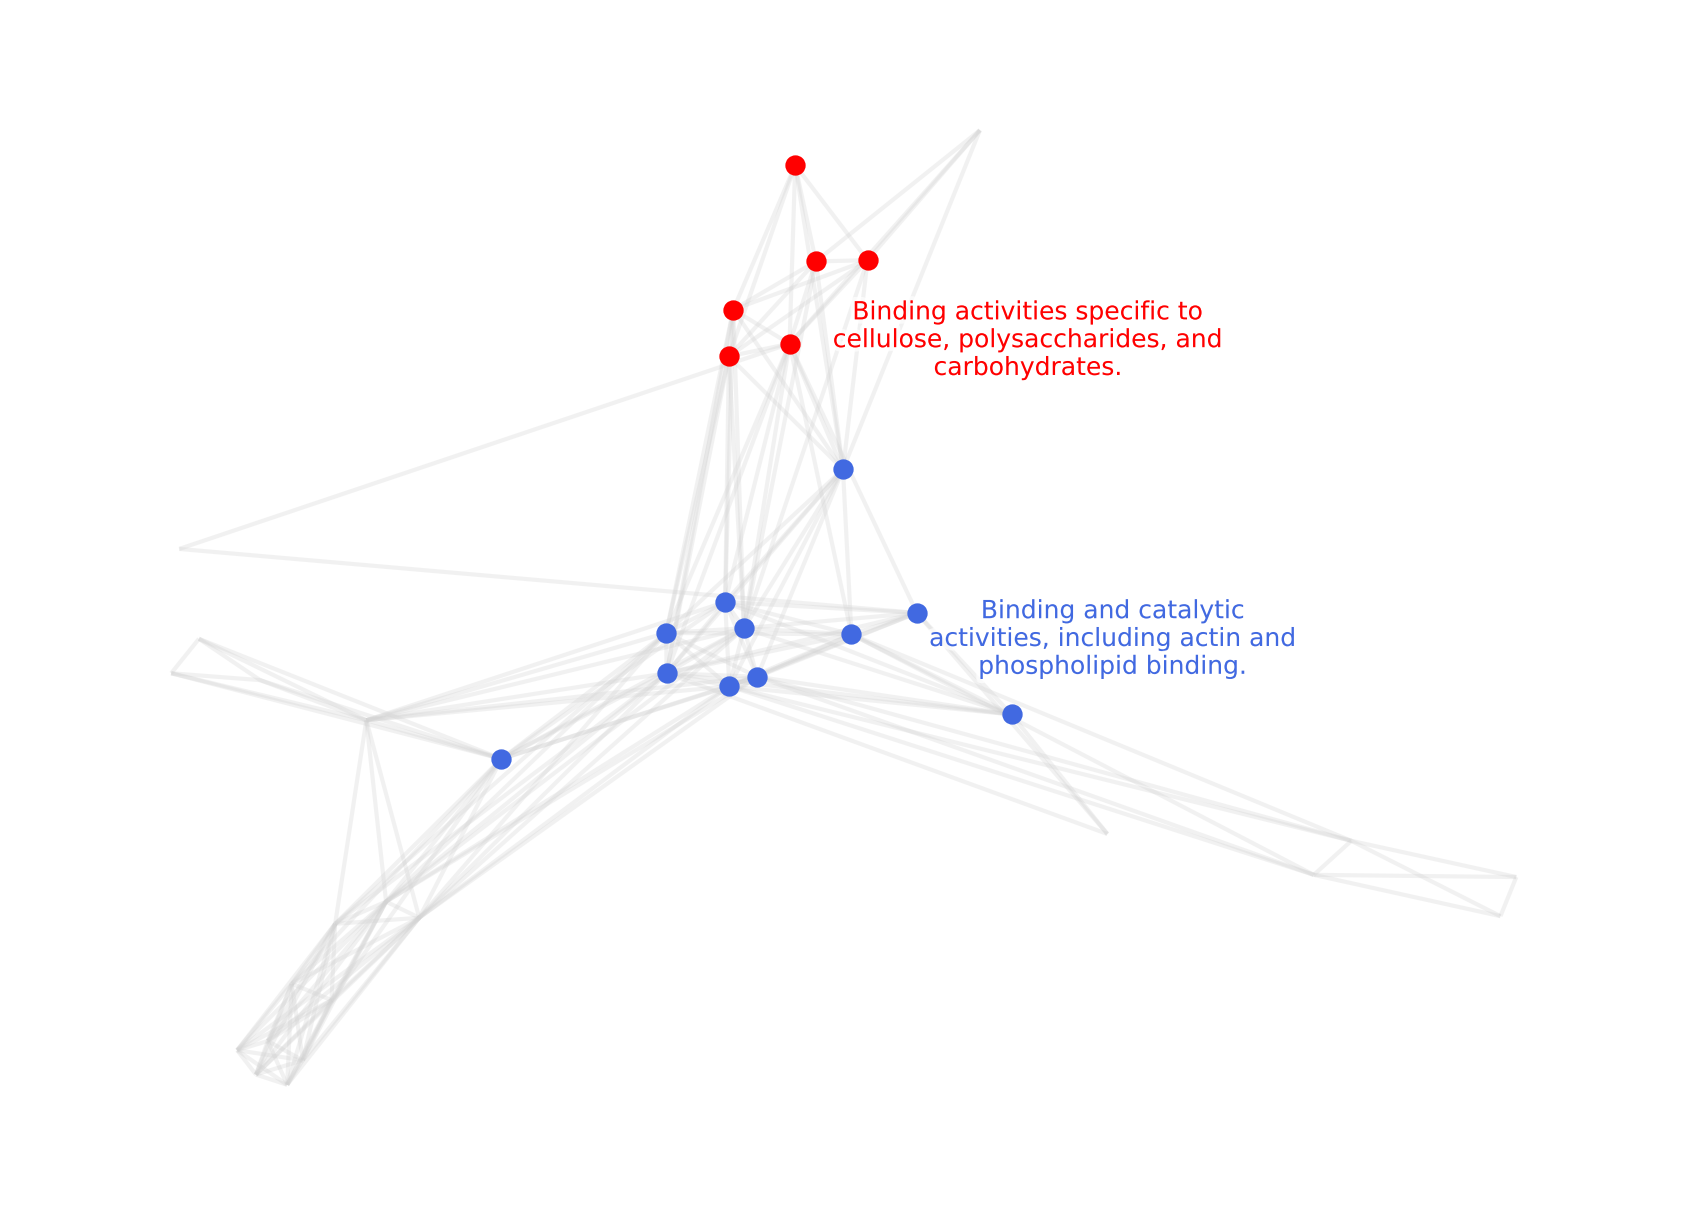 Binding activities specific to
cellulose, polysaccharides, and
carbohydrates.
Binding and catalytic
activities, including actin and
phospholipid binding.